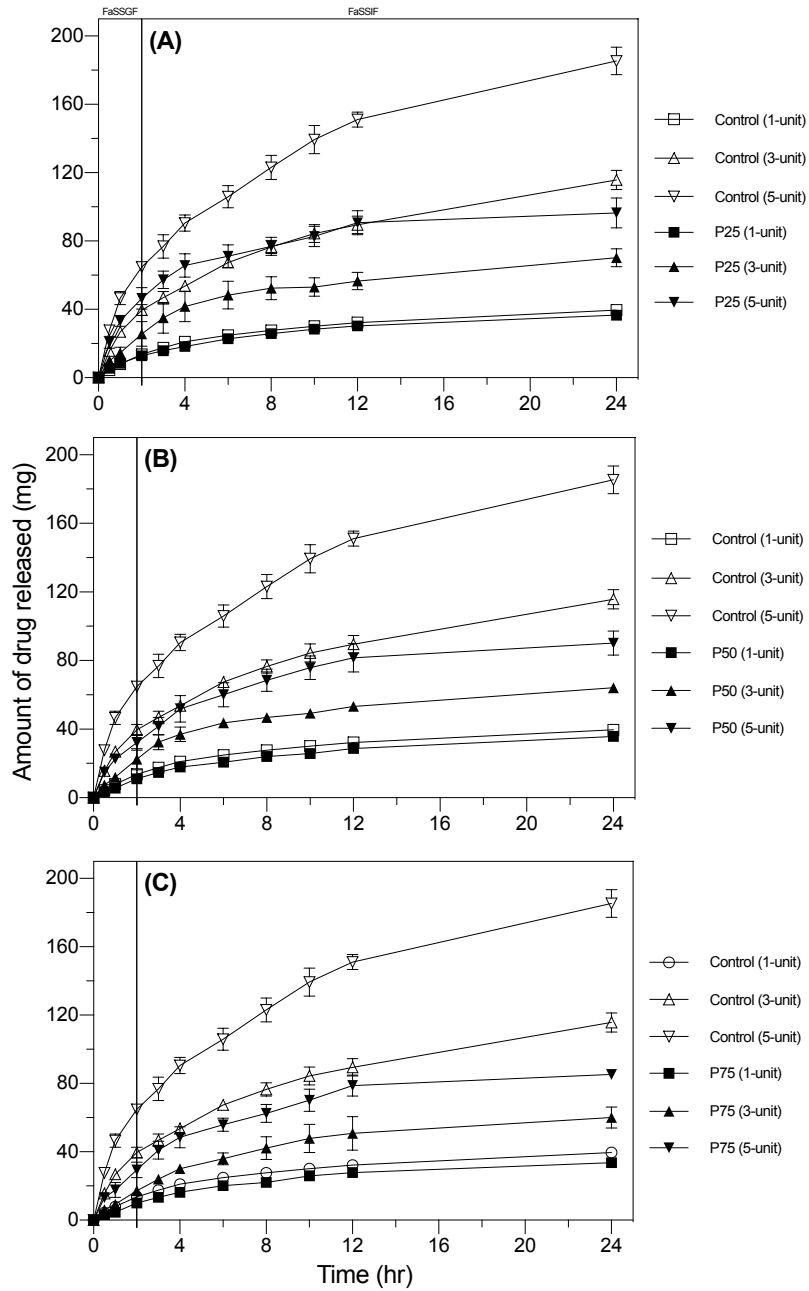 FaSSGF FaSSIF
(A)
200
160
120
80
40
0
0 4 8 12 16 20 24
Control (1-unit)
Control (3-unit)
Control (5-unit)
P25 (1-unit)
P25 (3-unit)
P25 (5-unit)
Amount of drug released (mg)
(B)
200
160
120
80
40
0
0 4 8 12 16 20 24
Control (1-unit)
Control (3-unit)
Control (5-unit)
P50 (1-unit)
P50 (3-unit)
P50 (5-unit)
(C)
200
160
120
80
40
0
0 4 8 12 16 20 24
Time (hr)
Control (1-unit)
Control (3-unit)
Control (5-unit)
P75 (1-unit)
P75 (3-unit)
P75 (5-unit)